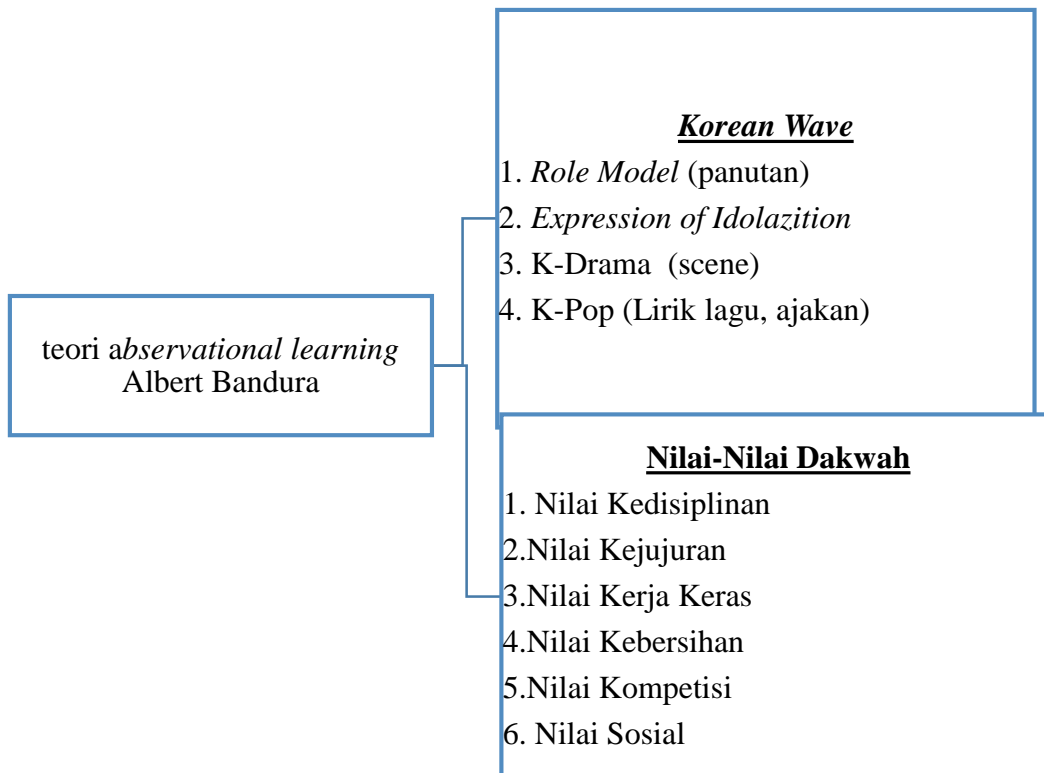 teori abservational learning
Albert Bandura
Korean Wave
1. Role Model (panutan)
2. Expression of Idolazition
3. K-Drama (scene)
4. K-Pop (Lirik lagu, ajakan)
Nilai-Nilai Dakwah
1. Nilai Kedisiplinan
2.Nilai Kejujuran
3.Nilai Kerja Keras
4.Nilai Kebersihan
5.Nilai Kompetisi
6. Nilai Sosial